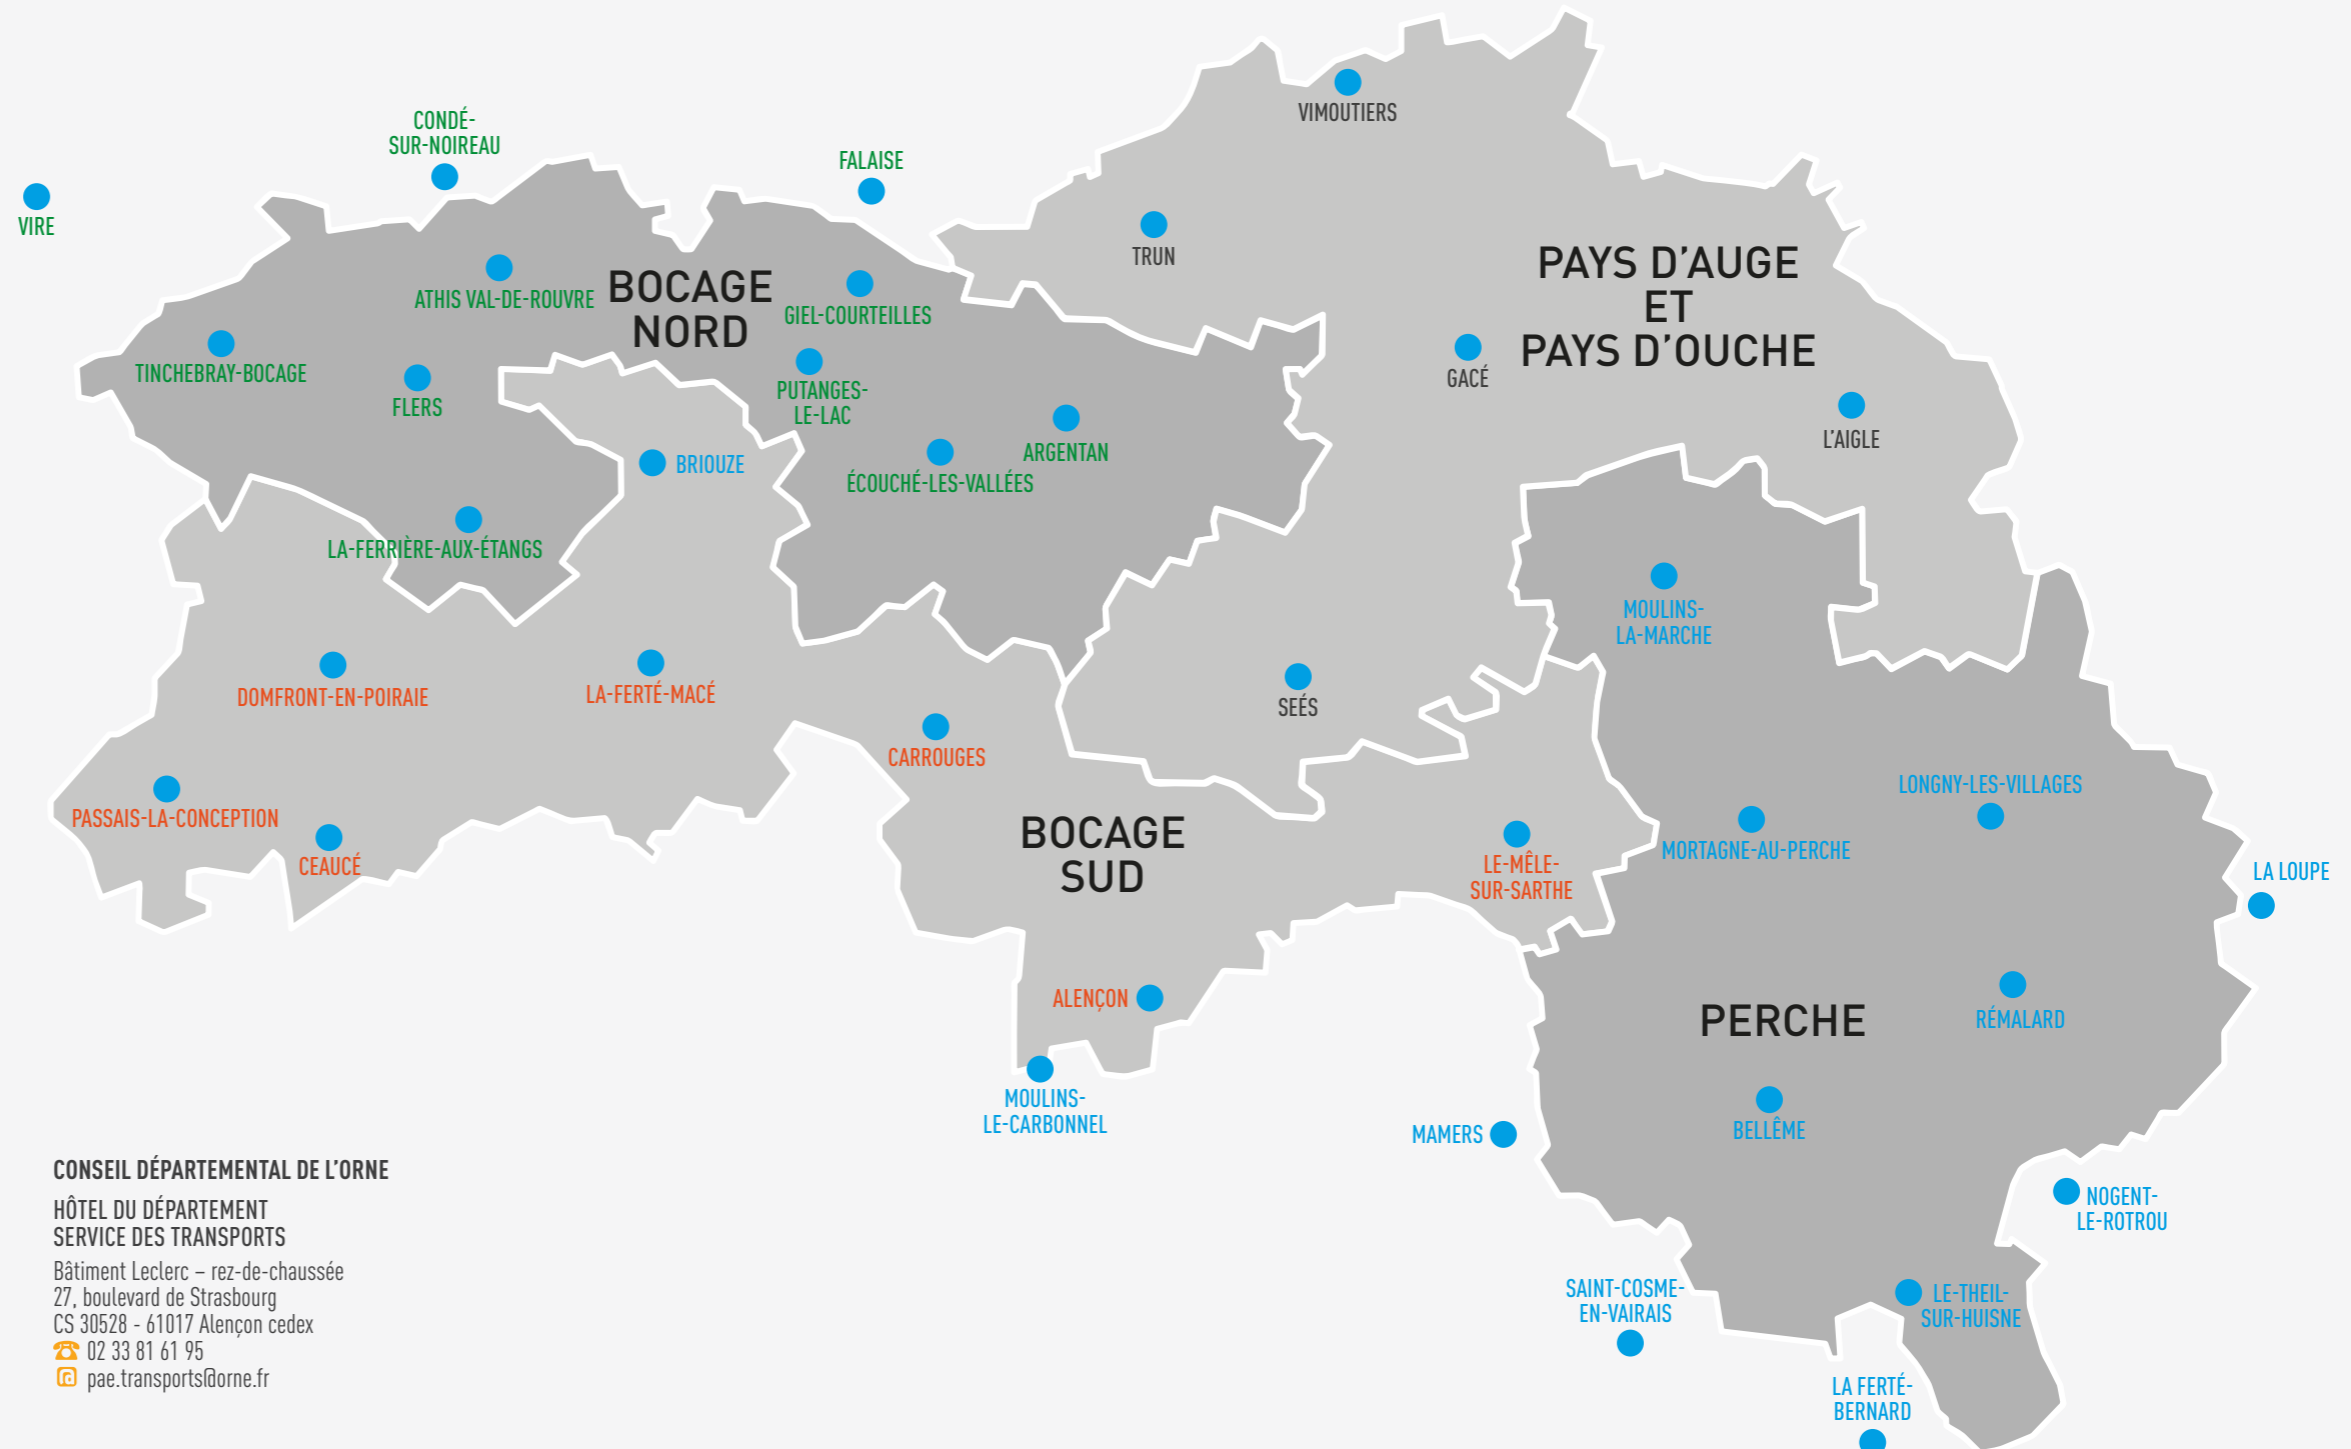 VIMOUTIERS
CONDÉ-
SUR-NOIREAU
FALAISE
VIRE
TRUN
PAYS D'AUGE
ET
PAYS D'OUCHE
ATHIS VAL-DE-ROUVRE
BOCAGE
NORD
GIEL-COURTEILLES
TINCHEBRAY-BOCAGE
FLERS
PUTANGES-
LE-LAC
GACÉ
L'AIGLE
BRIOUZE
ARGENTAN
ÉCOUCHÉ-LES-VALLÉES
LA-FERRIÈRE-AUX-ÉTANGS
MOULINS-
LA-MARCHE
DOMFRONT-EN-POIRAIE
LA-FERTÉ-MACÉ
SEÉS
CARROUGES
LONGNY-LES-VILLAGES
PASSAIS-LA-CONCEPTION
CEAUCÉ
BOCAGE
SUD
LE-MÊLE-
SUR-SARTHE
MORTAGNE-AU-PERCHE
LA LOUPE
ALENÇON
PERCHE
RÉMALARD
MOULINS-
LE-CARBONNEL
MAMERS
BELLÊME
NOGENT-
LE-ROTROU
SAINT-COSME-
EN-VAIRAIS
LE-THEIL-
SUR-HUISNE
LA FERTÉ-
BERNARD
CONSEIL DÉPARTEMENTAL DE L'ORNE
HÔTEL DU DÉPARTEMENT
SERVICE DES TRANSPORTS
Bâtiment Leclerc – rez-de-chaussée
27, boulevard de Strasbourg
CS 30528 - 61017 Alençon cedex
02 33 81 61 95
pae.transports@orne.fr